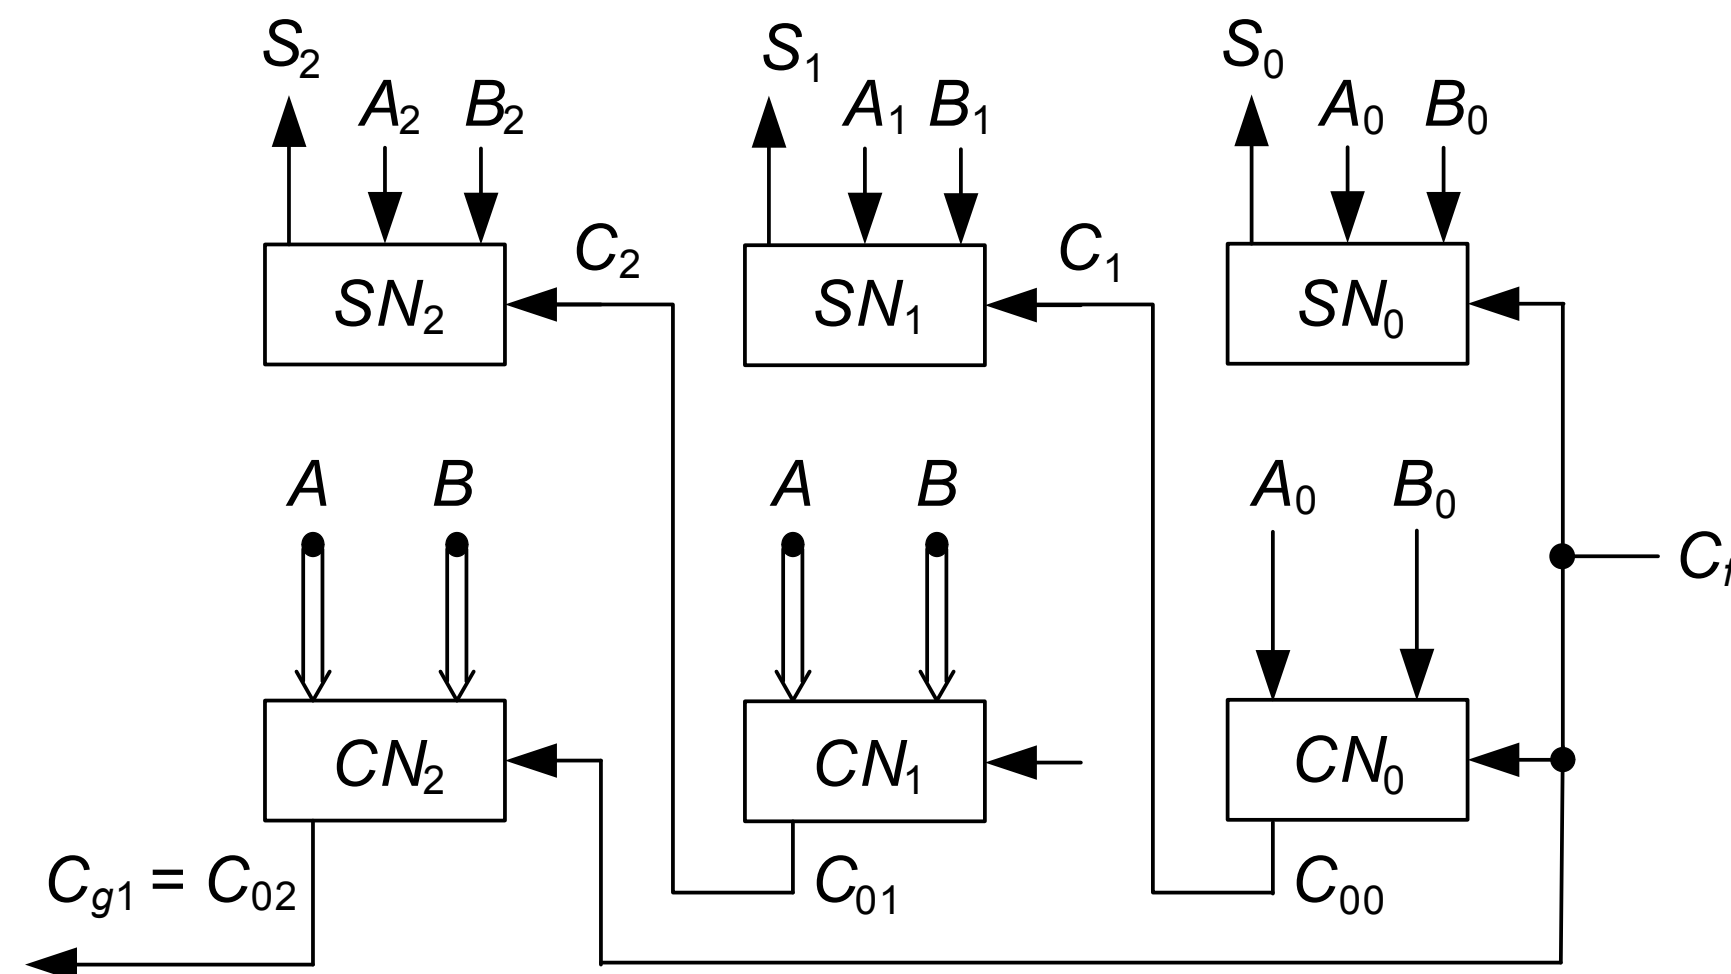 S2 S1 S0
A2 B2 A1 B1 A0 B0
C2 C1
SN2 SN1 SN0
A B A B A0 B0
C
CN2 CN1 CN0
Cg1 = C02 C01 C00